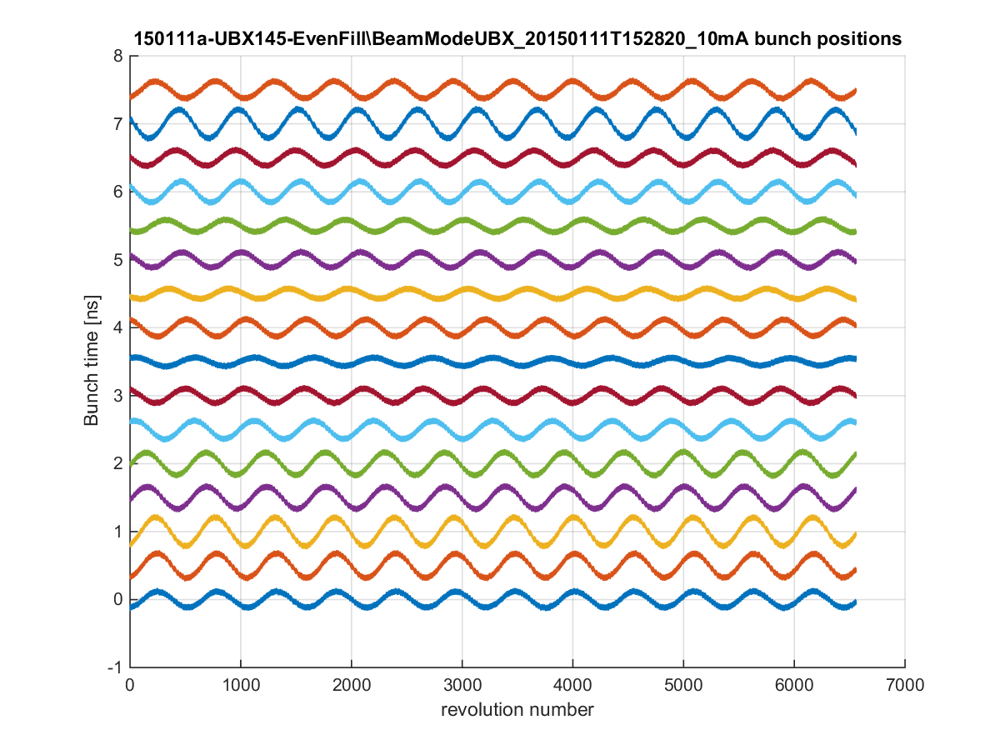 150111a-UBX145-EvenFill\BeamModeUBX_20150111T152820_10mA bunch positions
8
7
6
5
4
3
2
1
0
-1
Bunch time [ns]
0 1000 2000 3000 4000 5000 6000 7000
revolution number